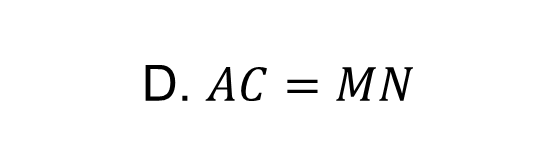 D. AC = MN